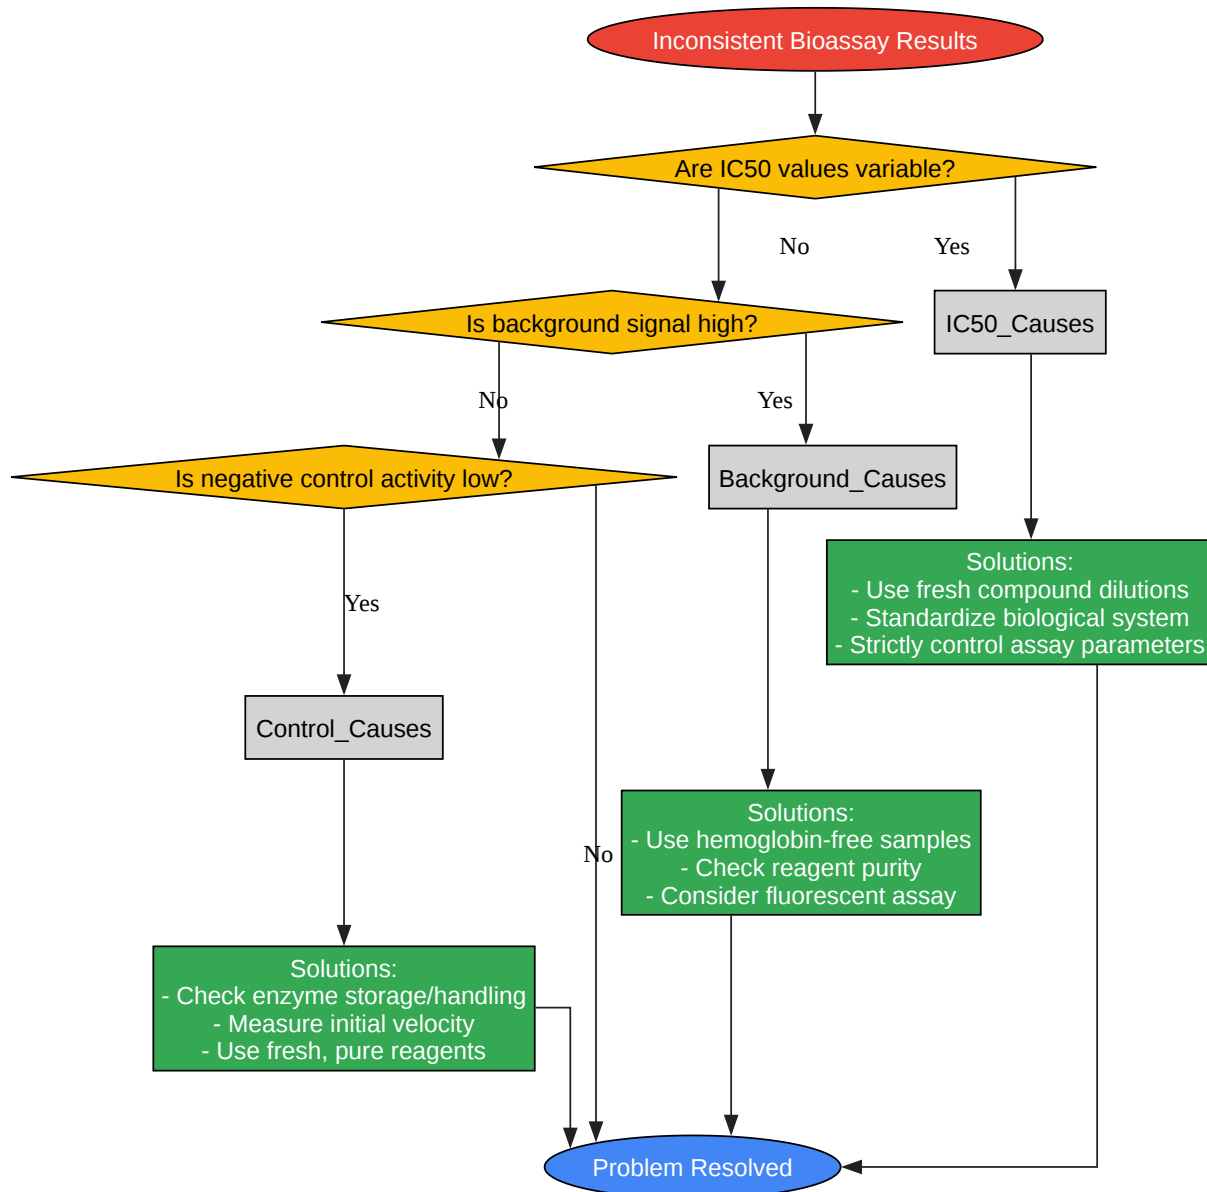 Inconsistent Bioassay Results
Are IC50 values variable?
No
Yes
Is background signal high?
IC50_Causes
No
Yes
Is negative control activity low?
Background_Causes
Solutions:
- Use fresh compound dilutions
- Standardize biological system
- Strictly control assay parameters
Yes
Control_Causes
Solutions:
- Use hemoglobin-free samples
- Check reagent purity
- Consider fluorescent assay
No
Solutions:
- Check enzyme storage/handling
- Measure initial velocity
- Use fresh, pure reagents
Problem Resolved